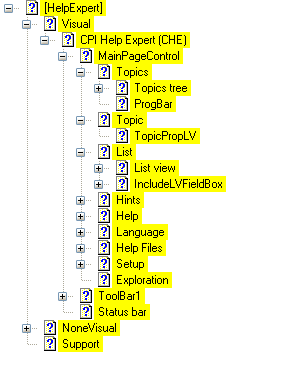 [HelpExpert]
Visual
CPI Help Expert (CHE)
MainPageControl
Topics
Topics tree
ProgBar
Topic
TopicPropLV
List
List view
IncludeLVFieldBox
Hints
Help
Language
Help Files
Setup
Exploration
ToolBar1
Status bar
NoneVisual
Support